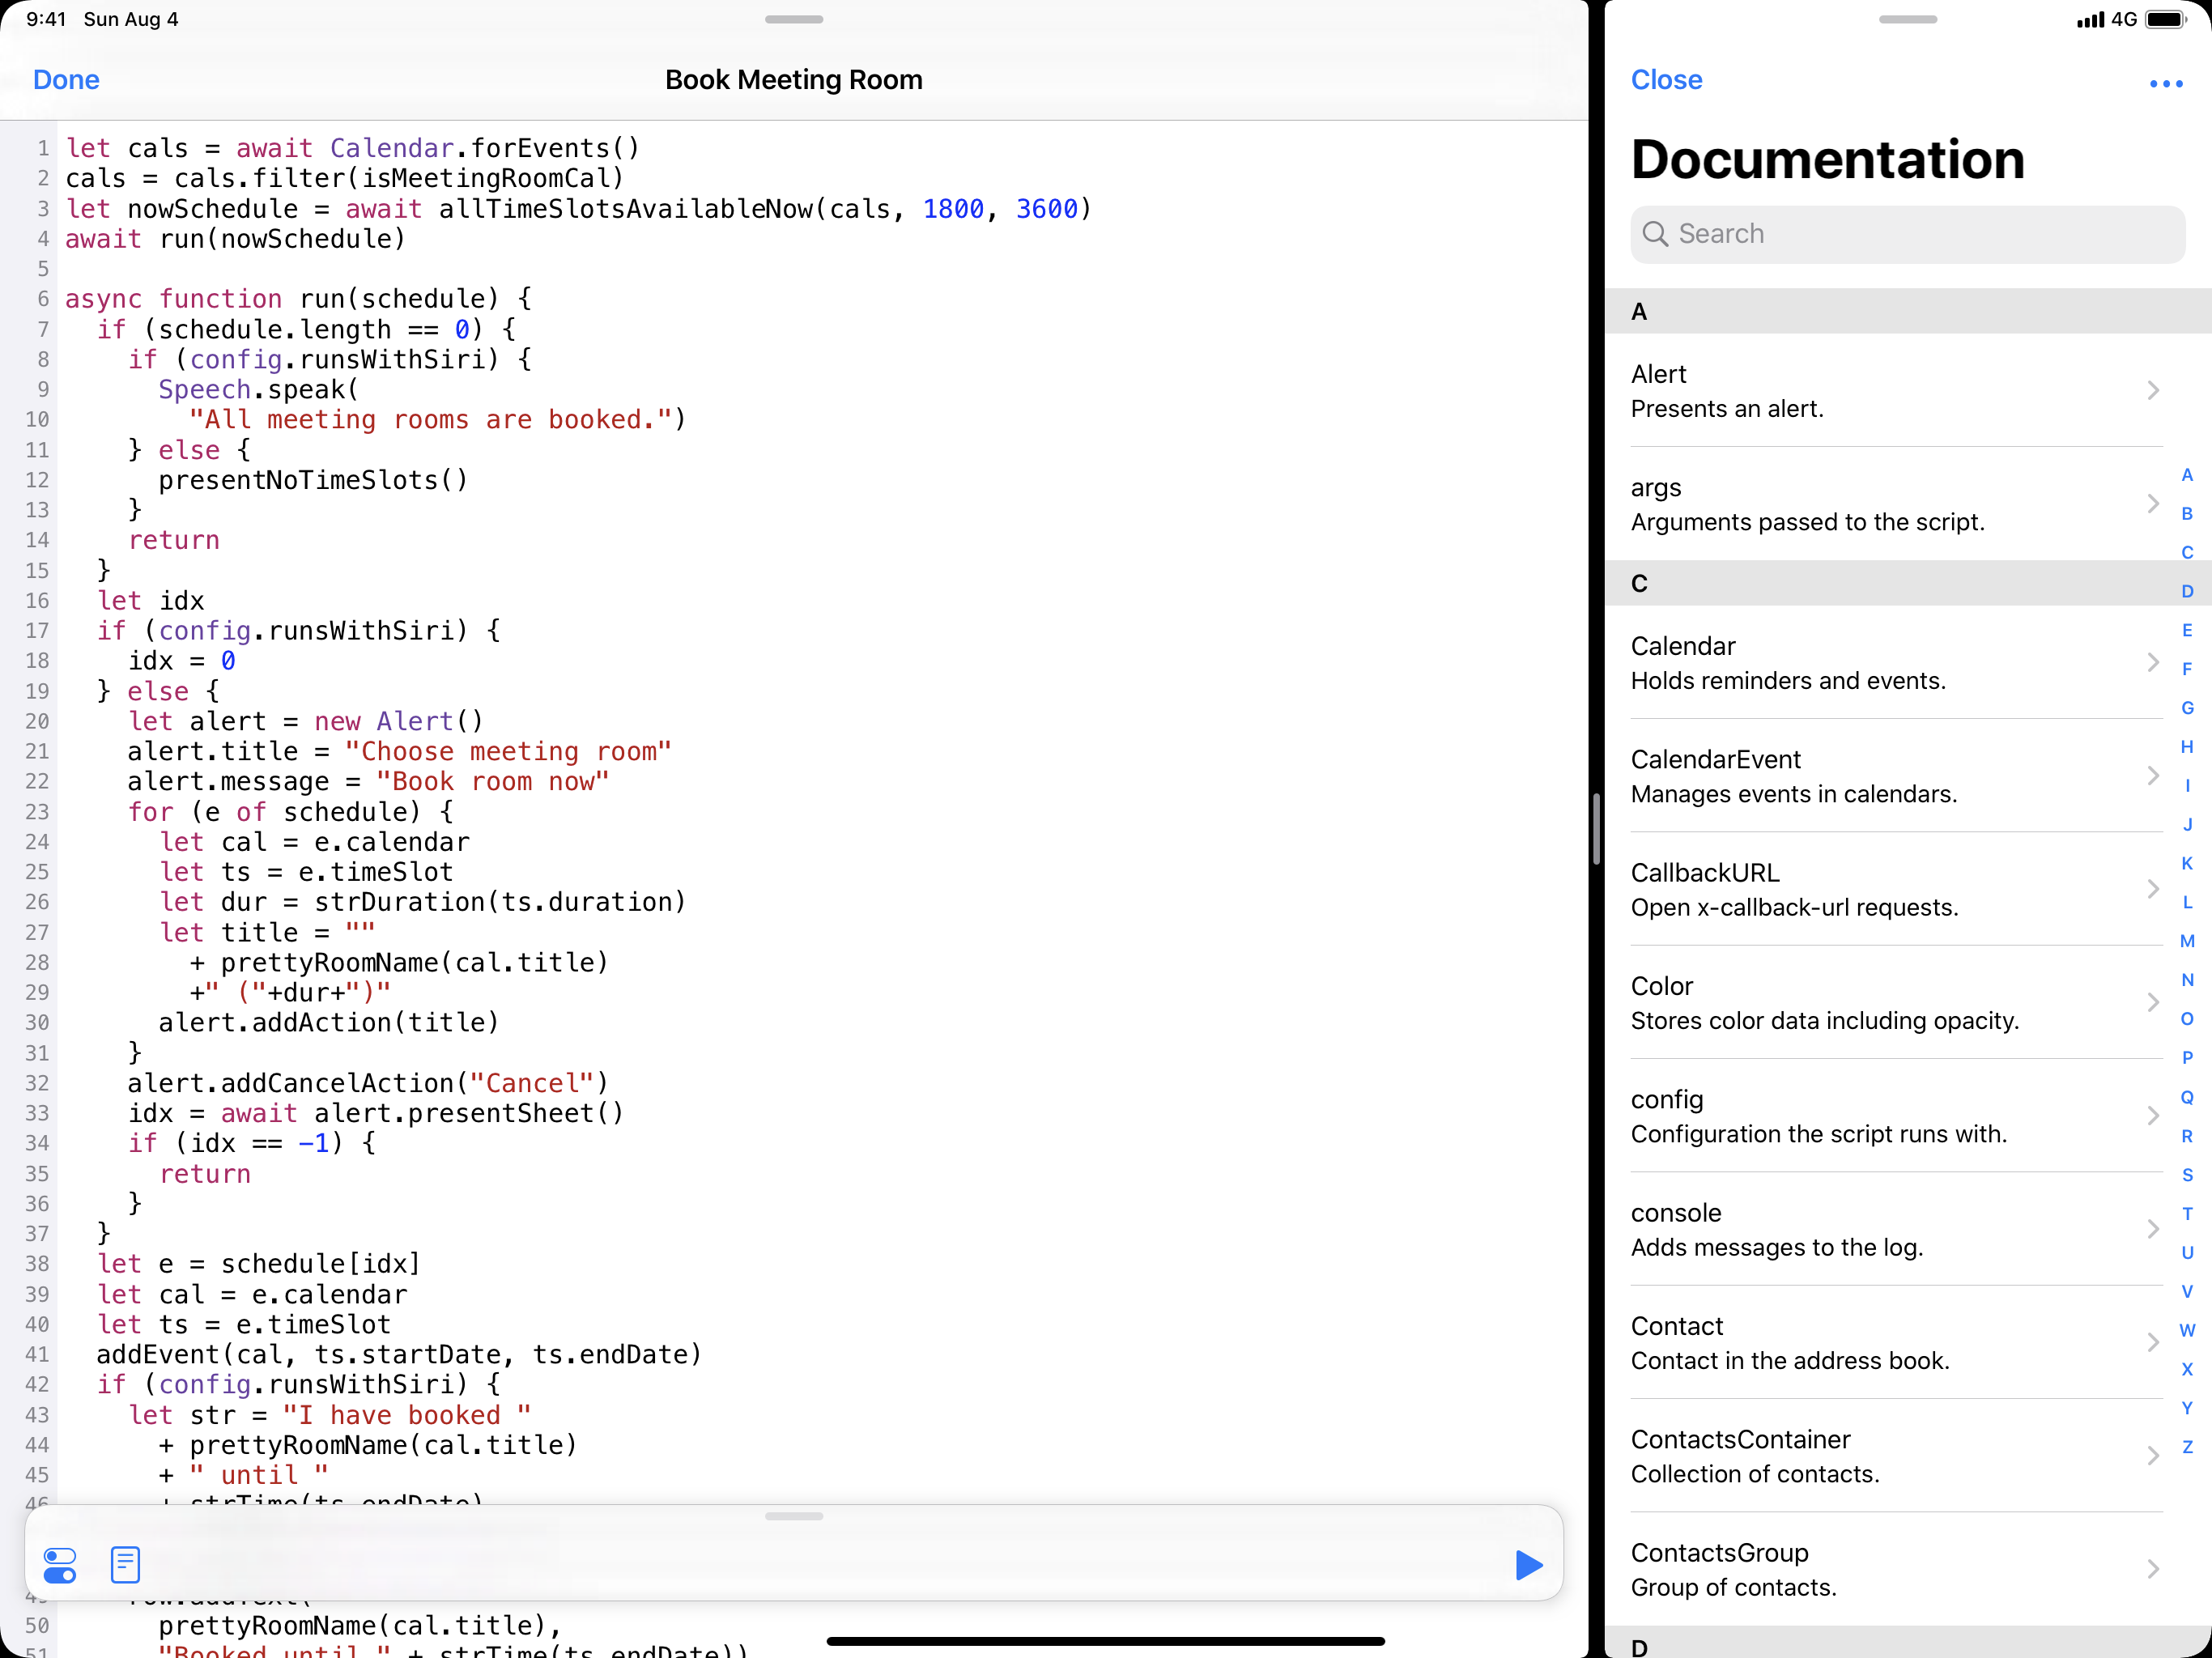 9:41 Sun Aug 4
Done
Book Meeting Room
1 let cals = await Calendar.forEvents()
2 cals = cals.filter(isMeetingRoomCal)
3 let nowSchedule = await allTimeSlotsAvailableNow(cals, 1800, 3600)
4 await run(nowSchedule)
5
6 async function run(schedule) {
7   if (schedule.length == 0) {
8     if (config.runsWithSiri) {
9       Speech.speak(
10         "All meeting rooms are booked.")
11     } else {
12       presentNoTimeSlots()
13     }
14     return
15   }
16   let idx
17   if (config.runsWithSiri) {
18     idx = 0
19   } else {
20     let alert = new Alert()
21     alert.title = "Choose meeting room"
22     alert.message = "Book room now"
23     for (e of schedule) {
24       let cal = e.calendar
25       let ts = e.timeSlot
26       let dur = strDuration(ts.duration)
27       let title = ""
28         + prettyRoomName(cal.title)
29         +" ("+dur+")"
30       alert.addAction(title)
31     }
32     alert.addCancelAction("Cancel")
33     idx = await alert.presentSheet()
34     if (idx == -1) {
35       return
36     }
37   }
38   let e = schedule[idx]
39   let cal = e.calendar
40   let ts = e.timeSlot
41   addEvent(cal, ts.startDate, ts.endDate)
42   if (config.runsWithSiri) {
43     let str = "I have booked "
44       + prettyRoomName(cal.title)
45       + " until "
46       + strTime(ts.endDate)
49     row.addText(
50       prettyRoomName(cal.title),
51       "Booked until " + strTime(ts.endDate))
4G
Close
Documentation
Search
A
Alert
Presents an alert.
args
Arguments passed to the script.
C
Calendar
Holds reminders and events.
CalendarEvent
Manages events in calendars.
CallbackURL
Open x-callback-url requests.
Color
Stores color data including opacity.
config
Configuration the script runs with.
console
Adds messages to the log.
Contact
Contact in the address book.
ContactsContainer
Collection of contacts.
ContactsGroup
Group of contacts.
D
A
B
C
D
E
F
G
H
I
J
K
L
M
N
O
P
Q
R
S
T
U
V
W
X
Y
Z